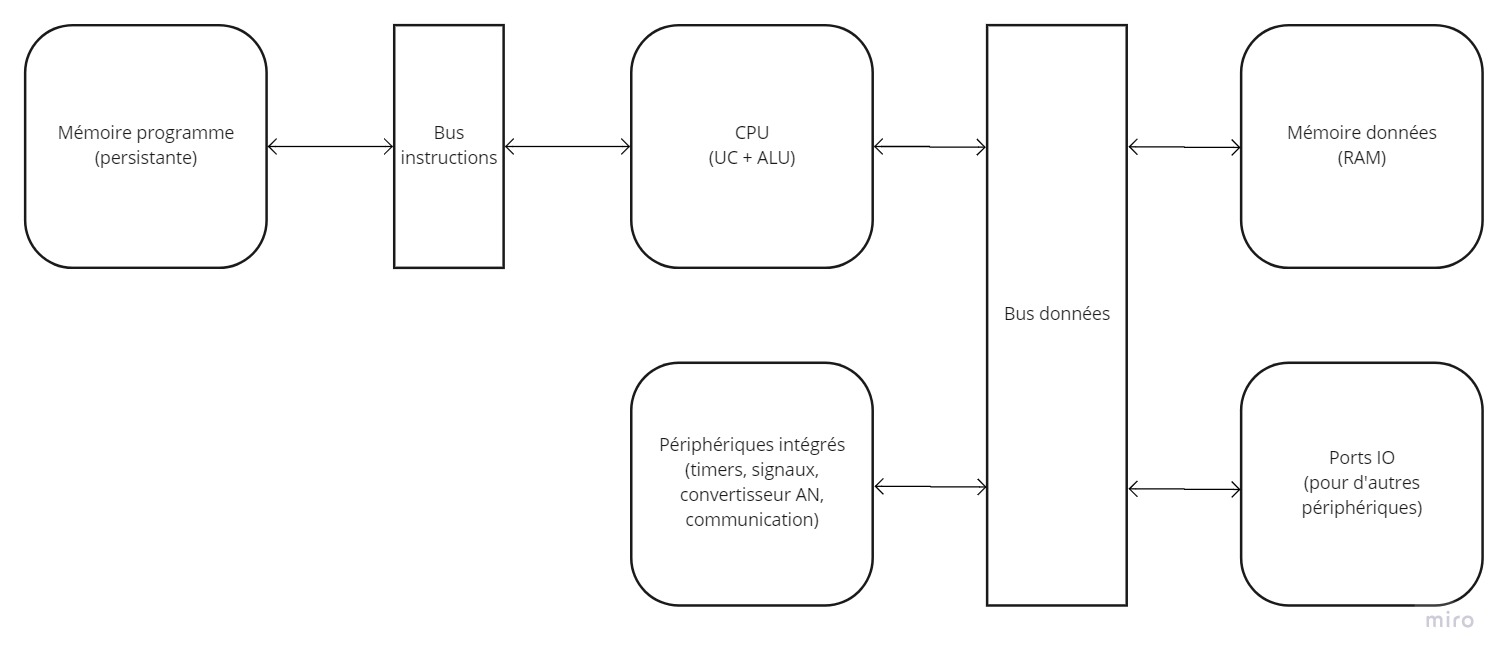 Mémoire programme
(persistante)
Bus
instructions
CPU
(UC + ALU)
Mémoire données
(RAM)
Bus données
Périphériques intégrés
(timers, signaux,
convertisseur AN,
communication)
Ports IO
(pour d'autres
périphériques)
miro